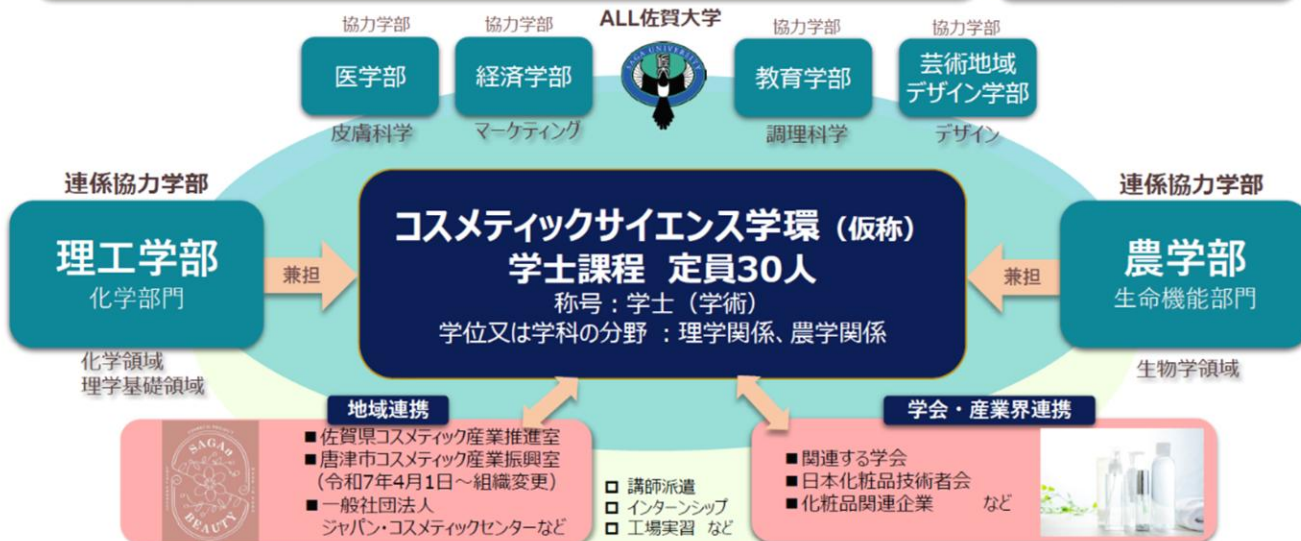 ALL佐賀大学
協力学部
医学部
皮膚科学
協力学部
経済学部
マーケティング
SAGA UNIVERSITY
協力学部
教育学部
調理科学
協力学部
芸術地域
デザイン学部
デザイン
連係協力学部
理工学部
化学部門
化学領域
理学基礎領域
兼担
コスメティックサイエンス学環(仮称)
学士課程 定員30人
称号:学士(学術)
学位又は学科の分野 :理学関係、農学関係
兼担
連係協力学部
農学部
生命機能部門
生物学領域
地域連携
SAGAn
BEAUTY
■佐賀県コスメティック産業推進室
■唐津市コスメティック産業振興室
(令和7年4月1日~組織変更)
■一般社団法人
ジャパン・コスメティックセンターなど
□ 講師派遣
□ インターンシップ
□ 工場実習 など
学会・産業界連携
■関連する学会
■日本化粧品技術者会
■化粧品関連企業 など